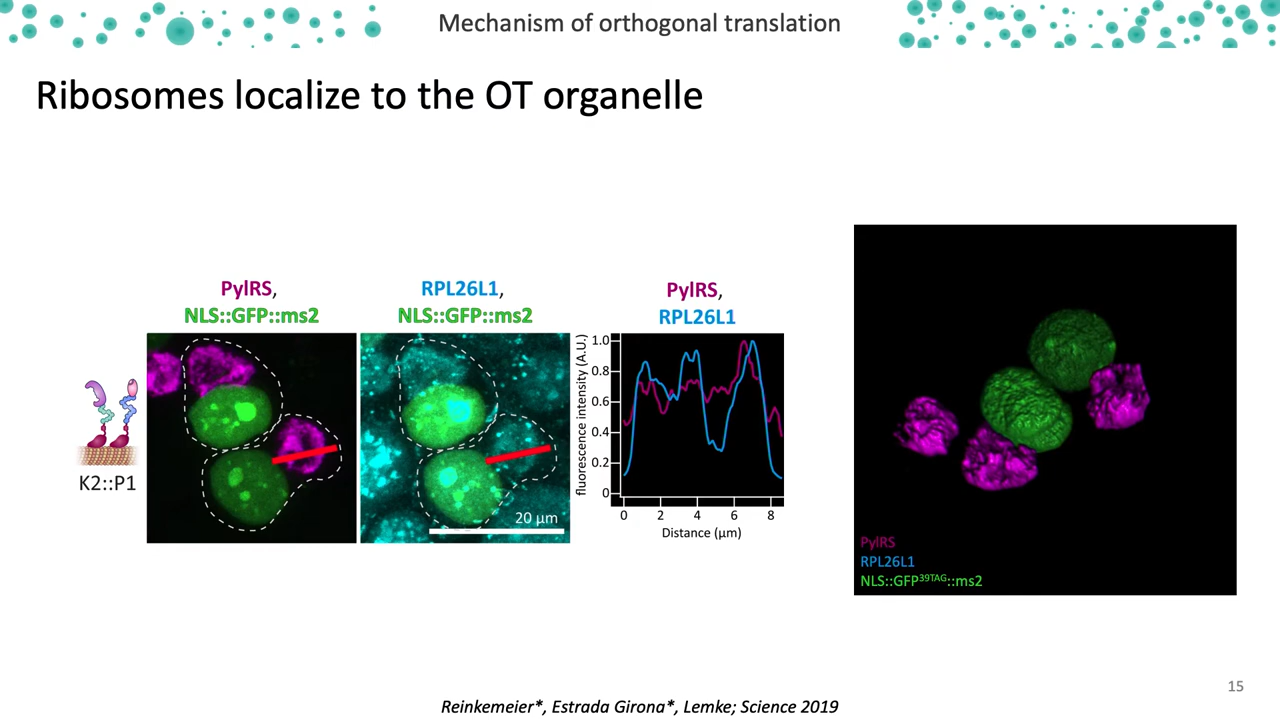 Mechanism of orthogonal translation
Ribosomes localize to the OT organelle
PylRS,
NLS::GFP::ms2
RPL26L1,
NLS::GFP::ms2
PylRS,
RPL26L1
K2::P1
20 µm
fluorescence intensity (A.U.)
1.0
0.8
0.6
0.4
0.2
0
0 2 4 6 8
Distance (µm)
PylRS
RPL26L1
NLS::GFP39TAG::ms2
15
Reinkemeier*, Estrada Girona*, Lemke; Science 2019